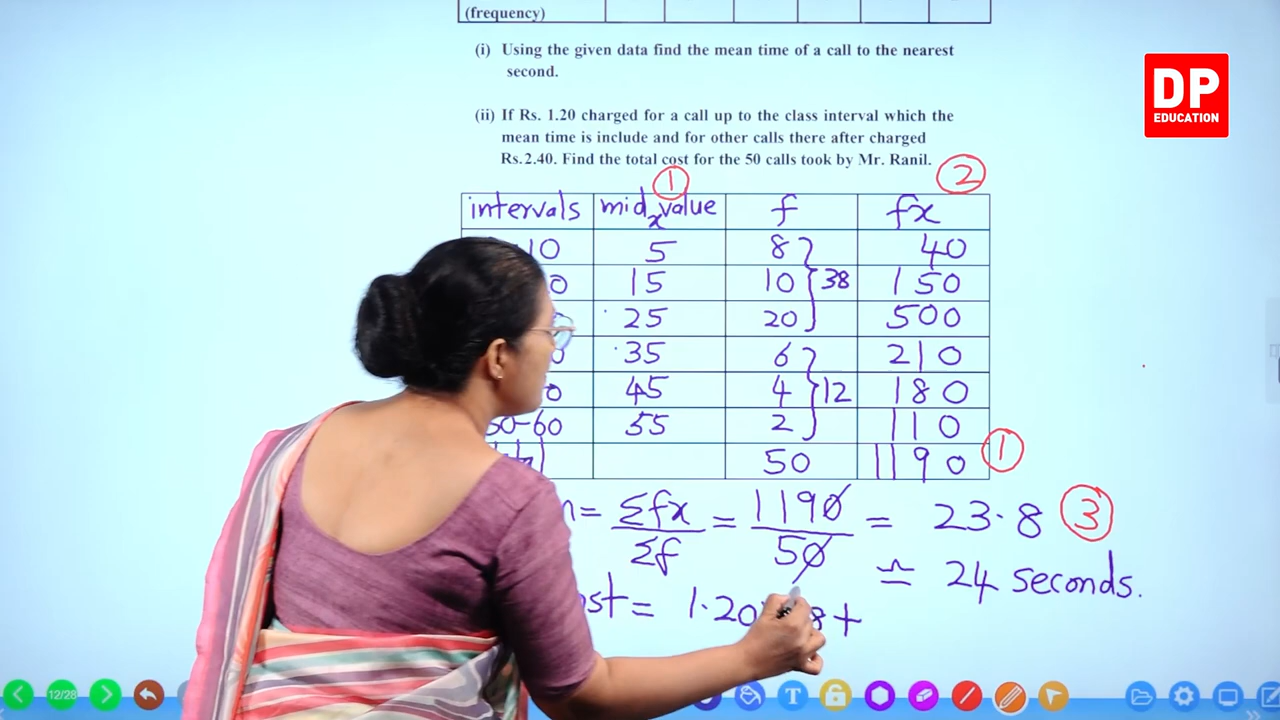 (frequency)
(i) Using the given data find the mean time of a call to the nearest
second.
DP
EDUCATION
(ii) If Rs. 1.20 charged for a call up to the class interval which the
mean time is include and for other calls there after charged
Rs.2.40. Find the total cost for the 50 calls took by Mr. Ranil.
1 2
intervals mid value f fx
x
10 5 8 40
0 15 10 38 150
25 20 500
0 35 6 210
0 45 4 12 180
50-60 55 2 110
50 1190 1
= Σfx = 1190 = 23.8 3
Σf 50
≃ 24 seconds.
= 1.20 8 +
12/28